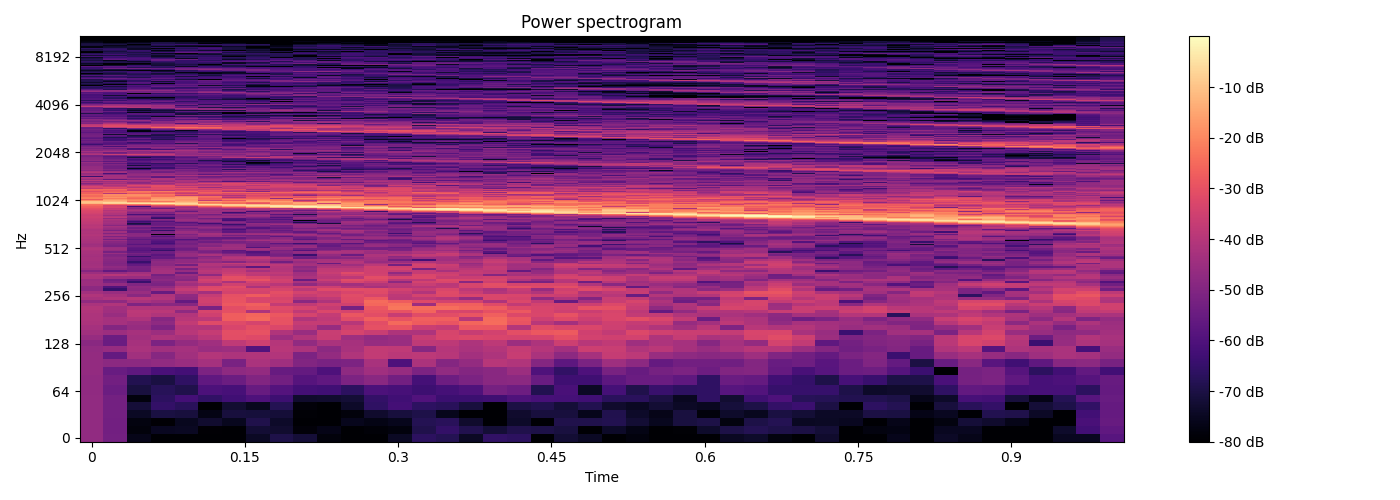 Power spectrogram
Hz
8192
4096
2048
1024
512
256
128
64
0
0 0.15 0.3 0.45 0.6 0.75 0.9
Time
-10 dB
-20 dB
-30 dB
-40 dB
-50 dB
-60 dB
-70 dB
-80 dB